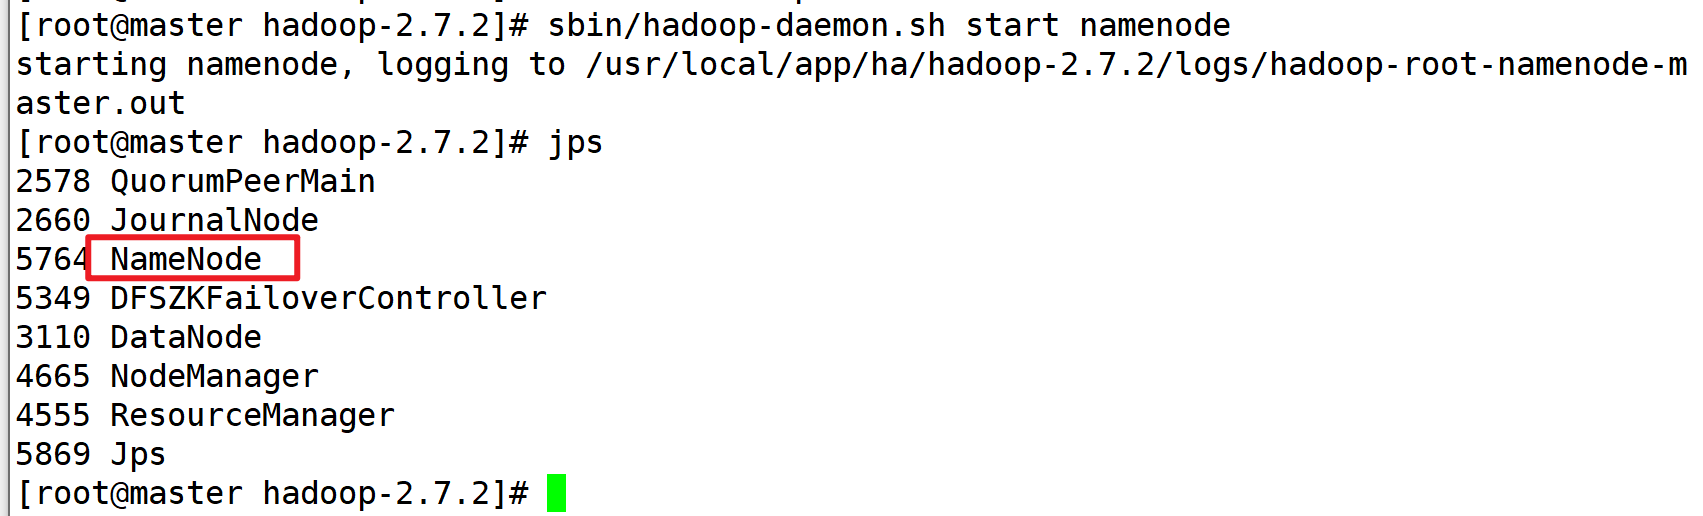 [root@master hadoop-2.7.2]# sbin/hadoop-daemon.sh start namenode
starting namenode, logging to /usr/local/app/ha/hadoop-2.7.2/logs/hadoop-root-namenode-m
aster.out
[root@master hadoop-2.7.2]# jps
2578 QuorumPeerMain
2660 JournalNode
5764 NameNode
5349 DFSZKFailoverController
3110 DataNode
4665 NodeManager
4555 ResourceManager
5869 Jps
[root@master hadoop-2.7.2]#